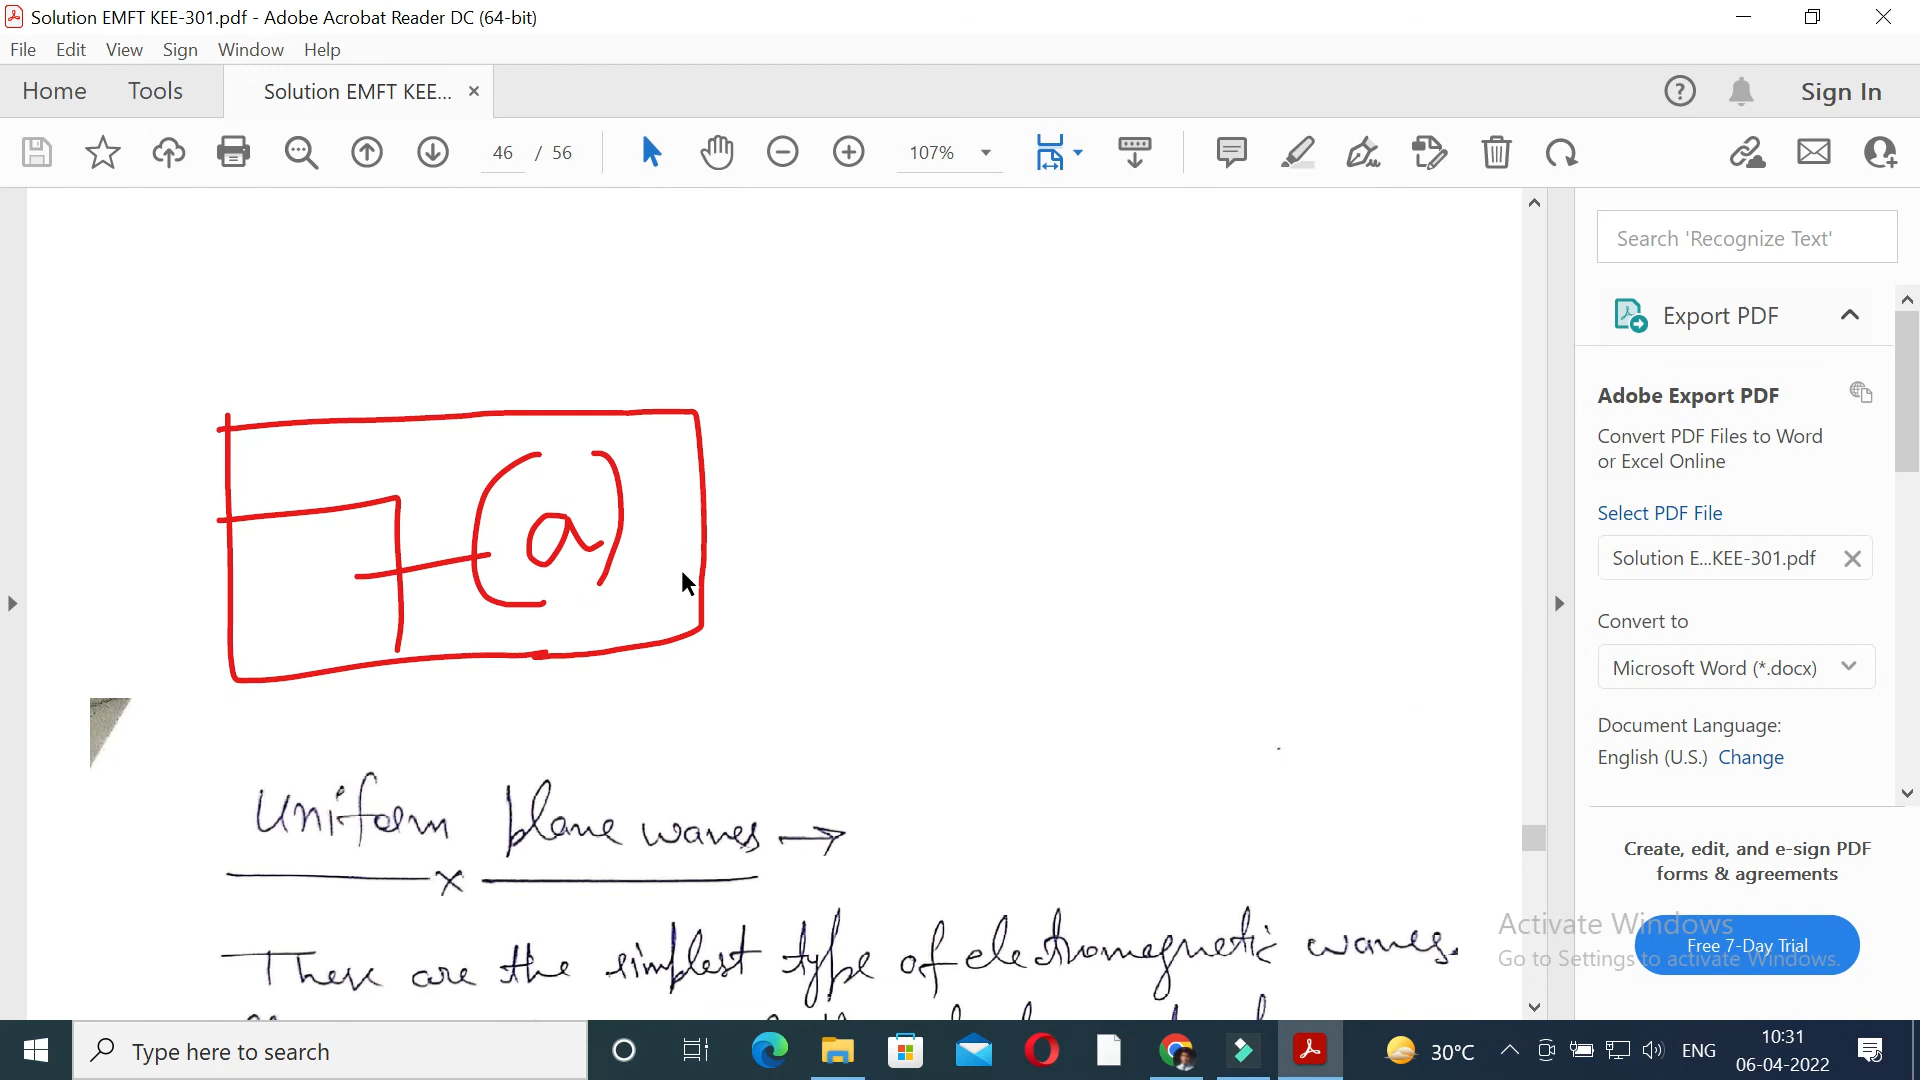 Solution EMFT KEE-301.pdf - Adobe Acrobat Reader DC (64-bit)
File Edit View Sign Window Help
Home Tools Solution EMFT KEE... × Sign In
46 / 56 107%
Search 'Recognize Text'
Export PDF
Adobe Export PDF
Convert PDF Files to Word
or Excel Online
Select PDF File
Solution E...KEE-301.pdf
Convert to
Microsoft Word (*.docx)
Document Language:
English (U.S.) Change
Create, edit, and e-sign PDF
forms & agreements
Free 7-Day Trial
Activate Windows
Go to Settings to activate Windows.
7 (a)
Uniform plane waves →
These are the simplest type of electromagnetic waves.
Type here to search
30°C ENG
10:31
06-04-2022